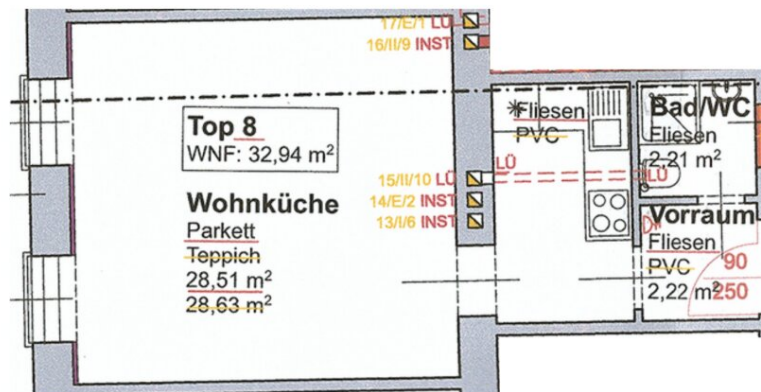 17/E/1 LÜ
16/II/9 INST
Top 8
WNF: 32,94 m²
Wohnküche
Parkett
Teppich
28,51 m²
28,63 m²
15/II/10 LÜ
14/E/2 INST
13/I/6 INST
LÜ
Fliesen
PVC
Bad/WC
Fliesen
2,21 m²
LÜ
Vorraum
Fliesen
PVC
2,22 m²
90
250